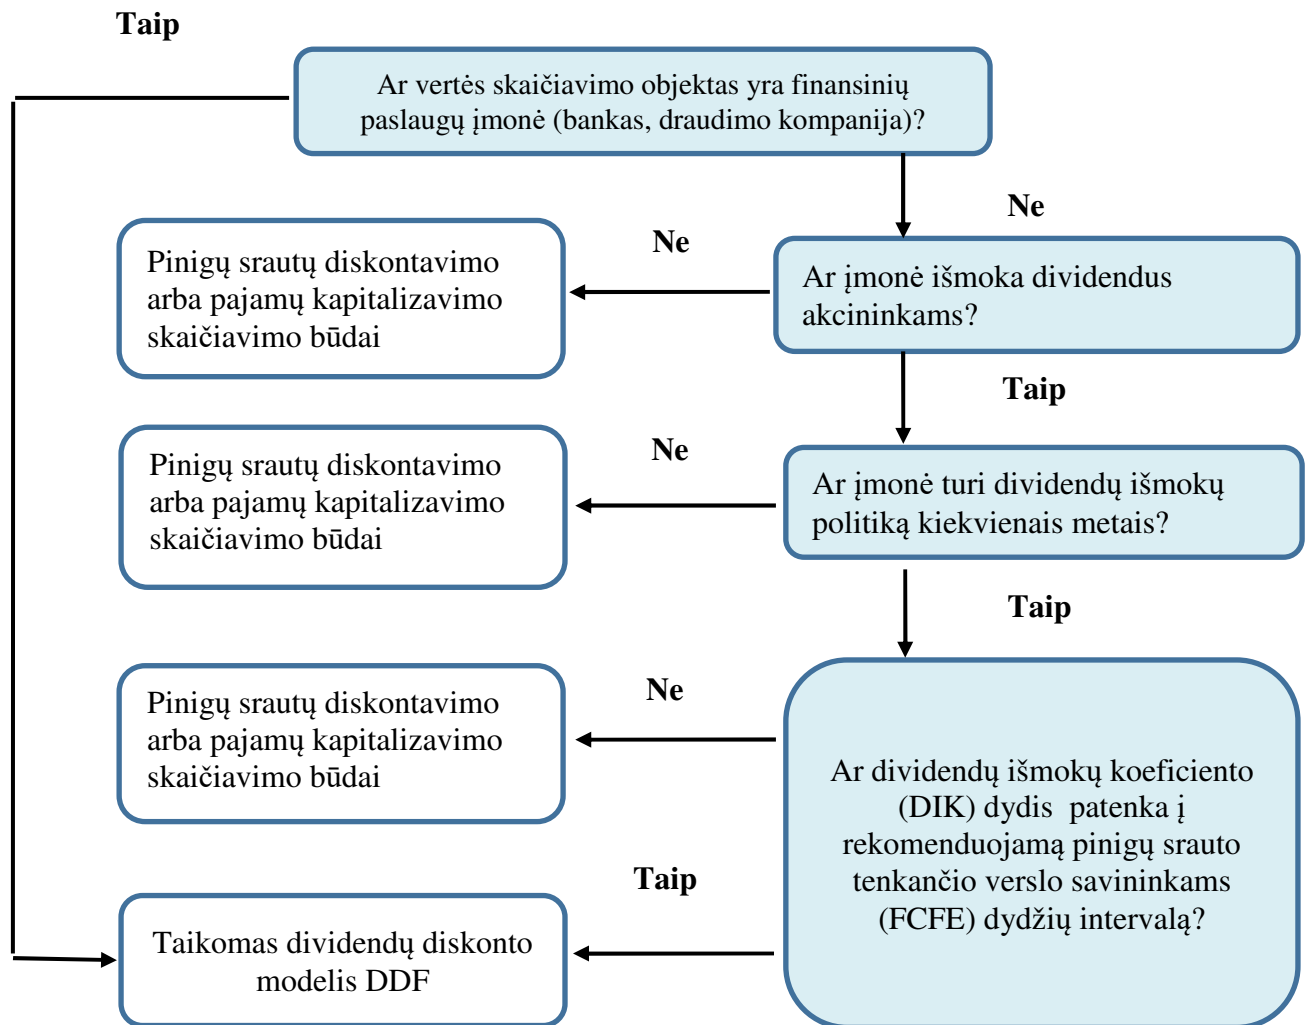 Taip
Ar vertės skaičiavimo objektas yra finansinių
paslaugų įmonė (bankas, draudimo kompanija)?
Ne
Ne
Pinigų srautų diskontavimo
arba pajamų kapitalizavimo
skaičiavimo būdai
Ar įmonė išmoka dividendus
akcininkams?
Taip
Ne
Pinigų srautų diskontavimo
arba pajamų kapitalizavimo
skaičiavimo būdai
Ar įmonė turi dividendų išmokų
politiką kiekvienais metais?
Taip
Ne
Pinigų srautų diskontavimo
arba pajamų kapitalizavimo
skaičiavimo būdai
Ar dividendų išmokų koeficiento
(DIK) dydis patenka į
rekomenduojamą pinigų srauto
tenkančio verslo savininkams
(FCFE) dydžių intervalą?
Taip
Taikomas dividendų diskonto
modelis DDF